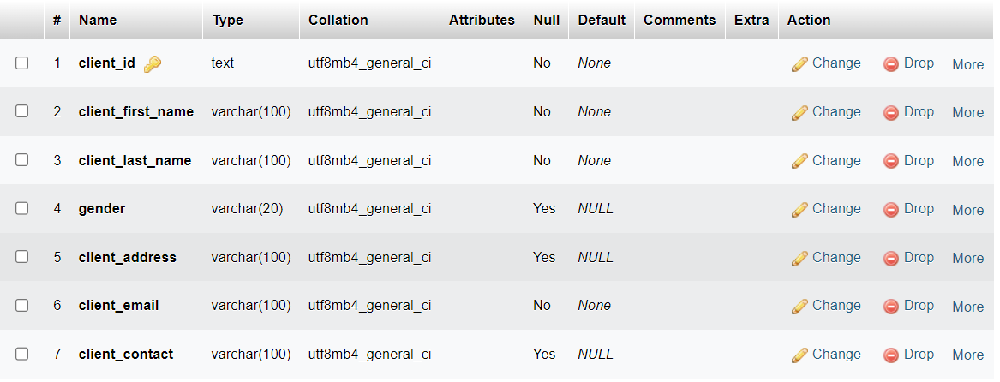 # Name Type Collation Attributes Null Default Comments Extra Action
1 client_id text utf8mb4_general_ci No None Change Drop More
2 client_first_name varchar(100) utf8mb4_general_ci No None Change Drop More
3 client_last_name varchar(100) utf8mb4_general_ci No None Change Drop More
4 gender varchar(20) utf8mb4_general_ci Yes NULL Change Drop More
5 client_address varchar(100) utf8mb4_general_ci Yes NULL Change Drop More
6 client_email varchar(100) utf8mb4_general_ci No None Change Drop More
7 client_contact varchar(100) utf8mb4_general_ci Yes NULL Change Drop More